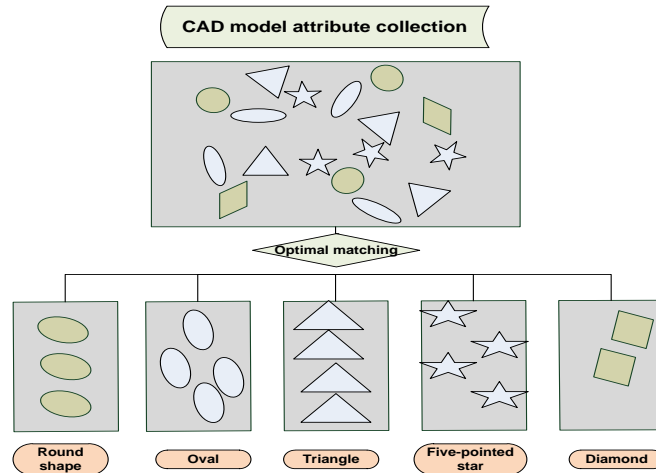 CAD model attribute collection
Optimal matching
Round
shape
Oval
Triangle
Five-pointed
star
Diamond